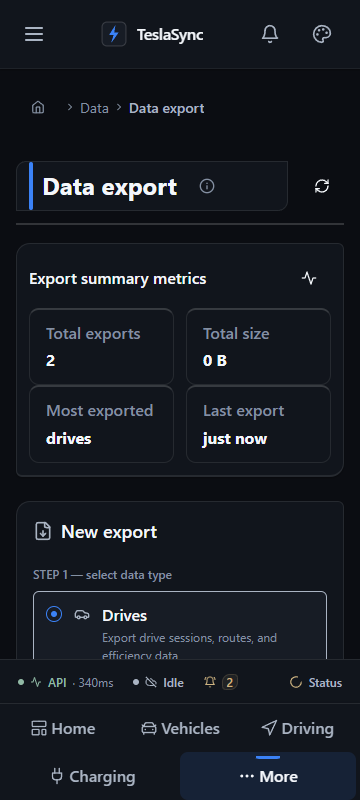 TeslaSync
Data > Data export
Data export
Export summary metrics
Total exports
2
Total size
0 B
Most exported
drives
Last export
just now
New export
STEP 1 — select data type
Drives
Export drive sessions, routes, and
efficiency data
API · 340ms
Idle
2
Status
Home
Vehicles
Driving
Charging
More